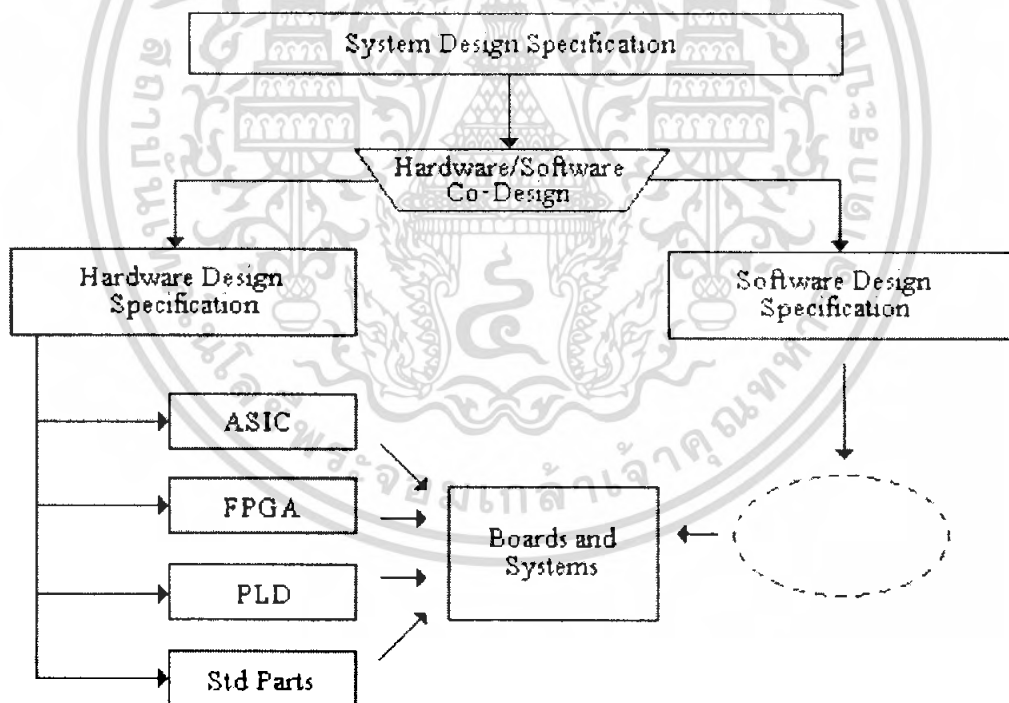 System Design Specification
Hardware/Software
Co-Design
Hardware Design
Specification
Software Design
Specification
ASIC
FPGA
PLD
Std Parts
Boards and
Systems